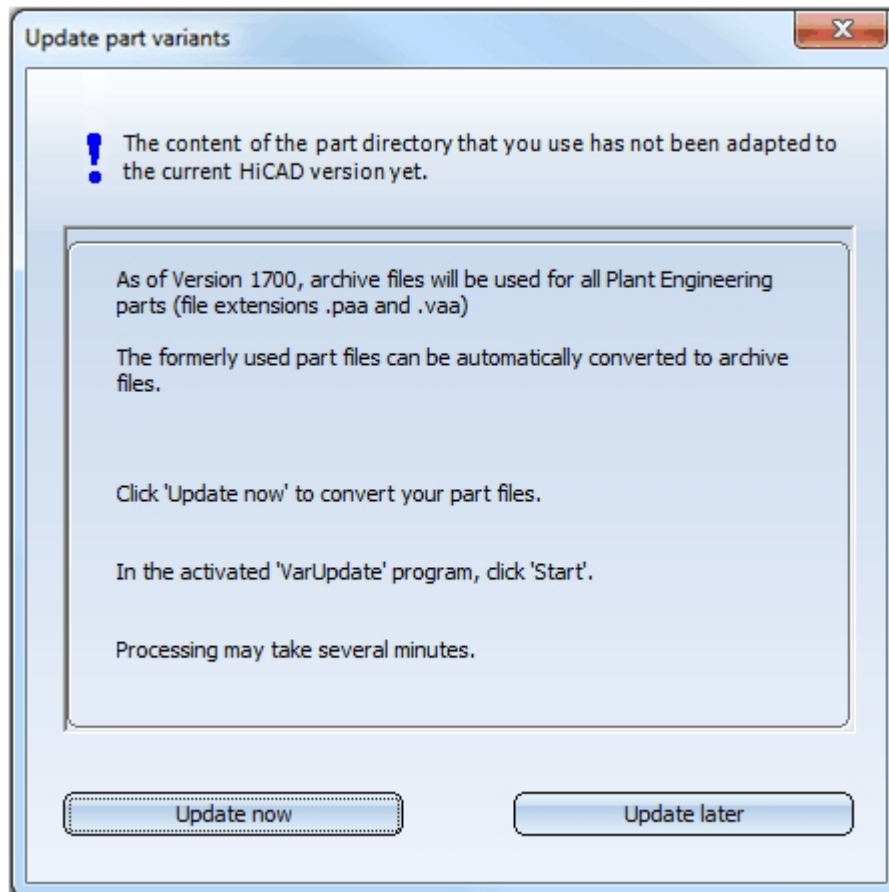 Update part variants
The content of the part directory that you use has not been adapted to
the current HiCAD version yet.
As of Version 1700, archive files will be used for all Plant Engineering
parts (file extensions .paa and .vaa)
The formerly used part files can be automatically converted to archive
files.
Click 'Update now' to convert your part files.
In the activated 'VarUpdate' program, click 'Start'.
Processing may take several minutes.
Update now
Update later